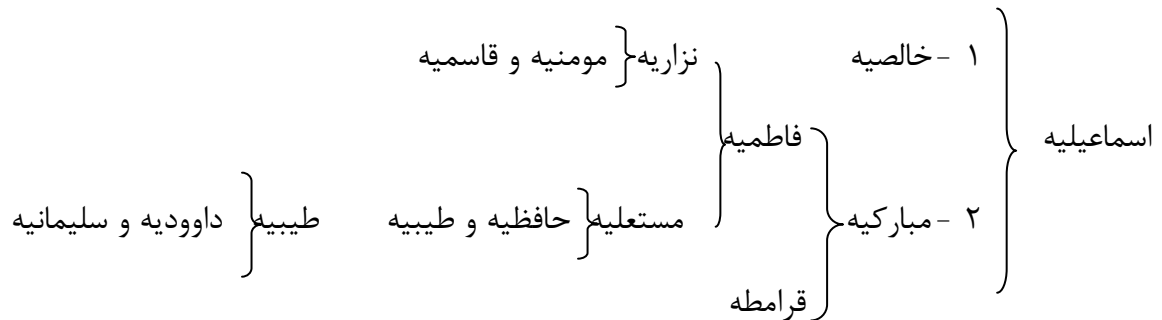 ۱ - خالصیه نزاریه مومنیه و قاسمیه
اسماعیلیه فاطمیه
۲ - مبارکیه مستعلیه حافظیه و طیبیه طیبیه داوودیه و سلیمانیه
قرامطه